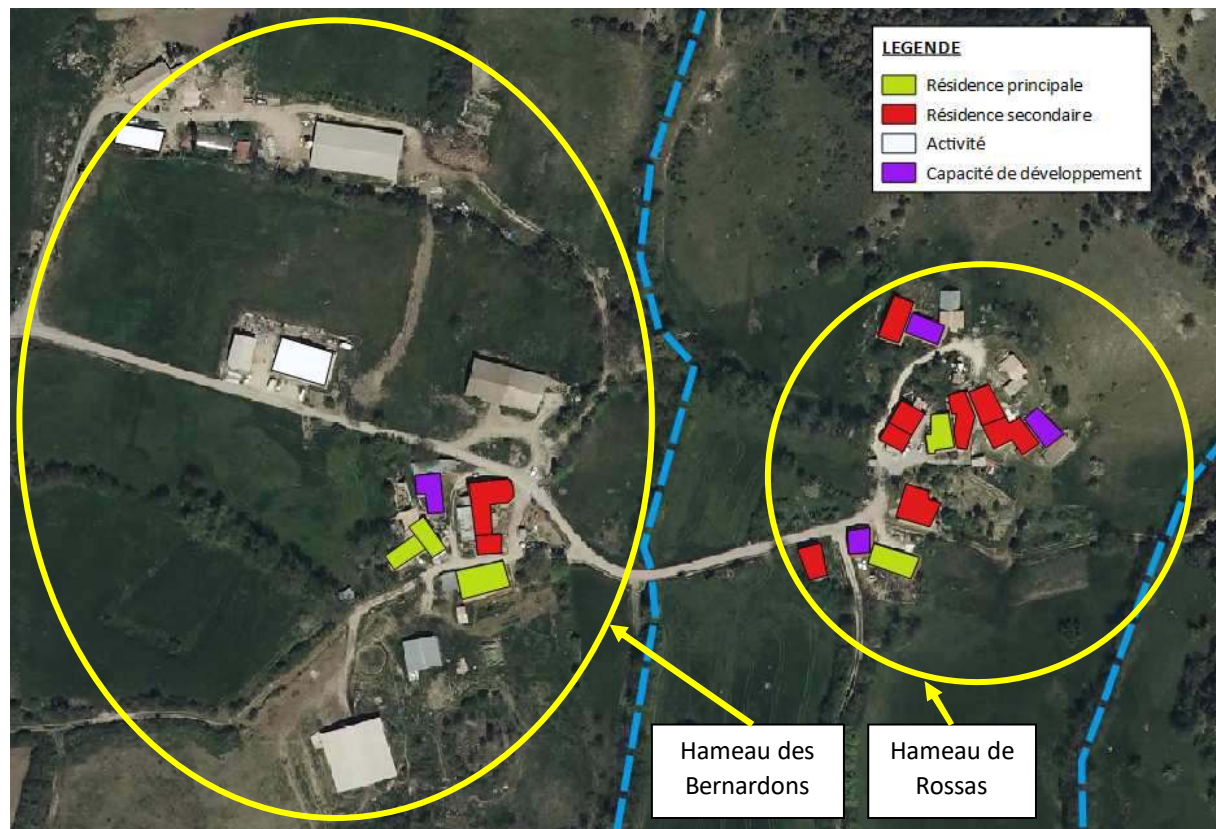 LEGENDE
Résidence principale
Résidence secondaire
Activité
Capacité de développement
Hameau des
Bernardons
Hameau de
Rossas